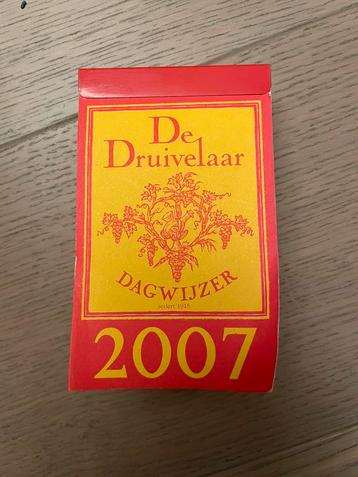 De
Druivelaar
DAGWIJZER
sedert 1915
2007